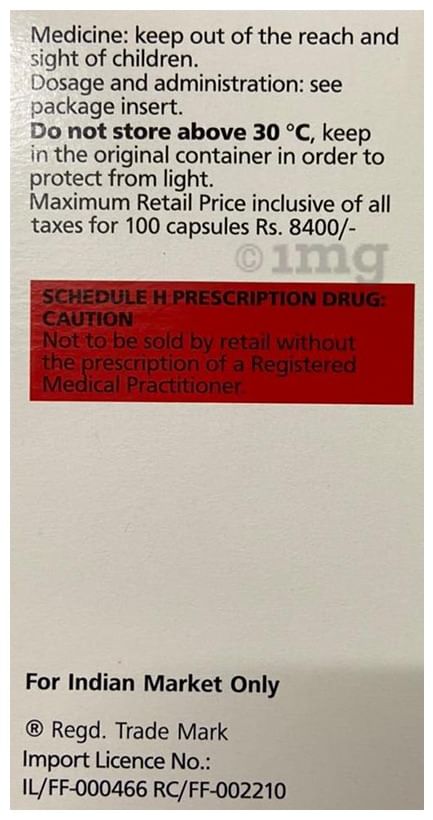 Medicine: keep out of the reach and
sight of children.
Dosage and administration: see
package insert.
Do not store above 30 °C, keep
in the original container in order to
protect from light.
Maximum Retail Price inclusive of all
taxes for 100 capsules Rs. 8400/-
©1mg
SCHEDULE H PRESCRIPTION DRUG:
CAUTION
Not to be sold by retail without
the prescription of a Registered
Medical Practitioner.
For Indian Market Only
® Regd. Trade Mark
Import Licence No.:
IL/FF-000466 RC/FF-002210